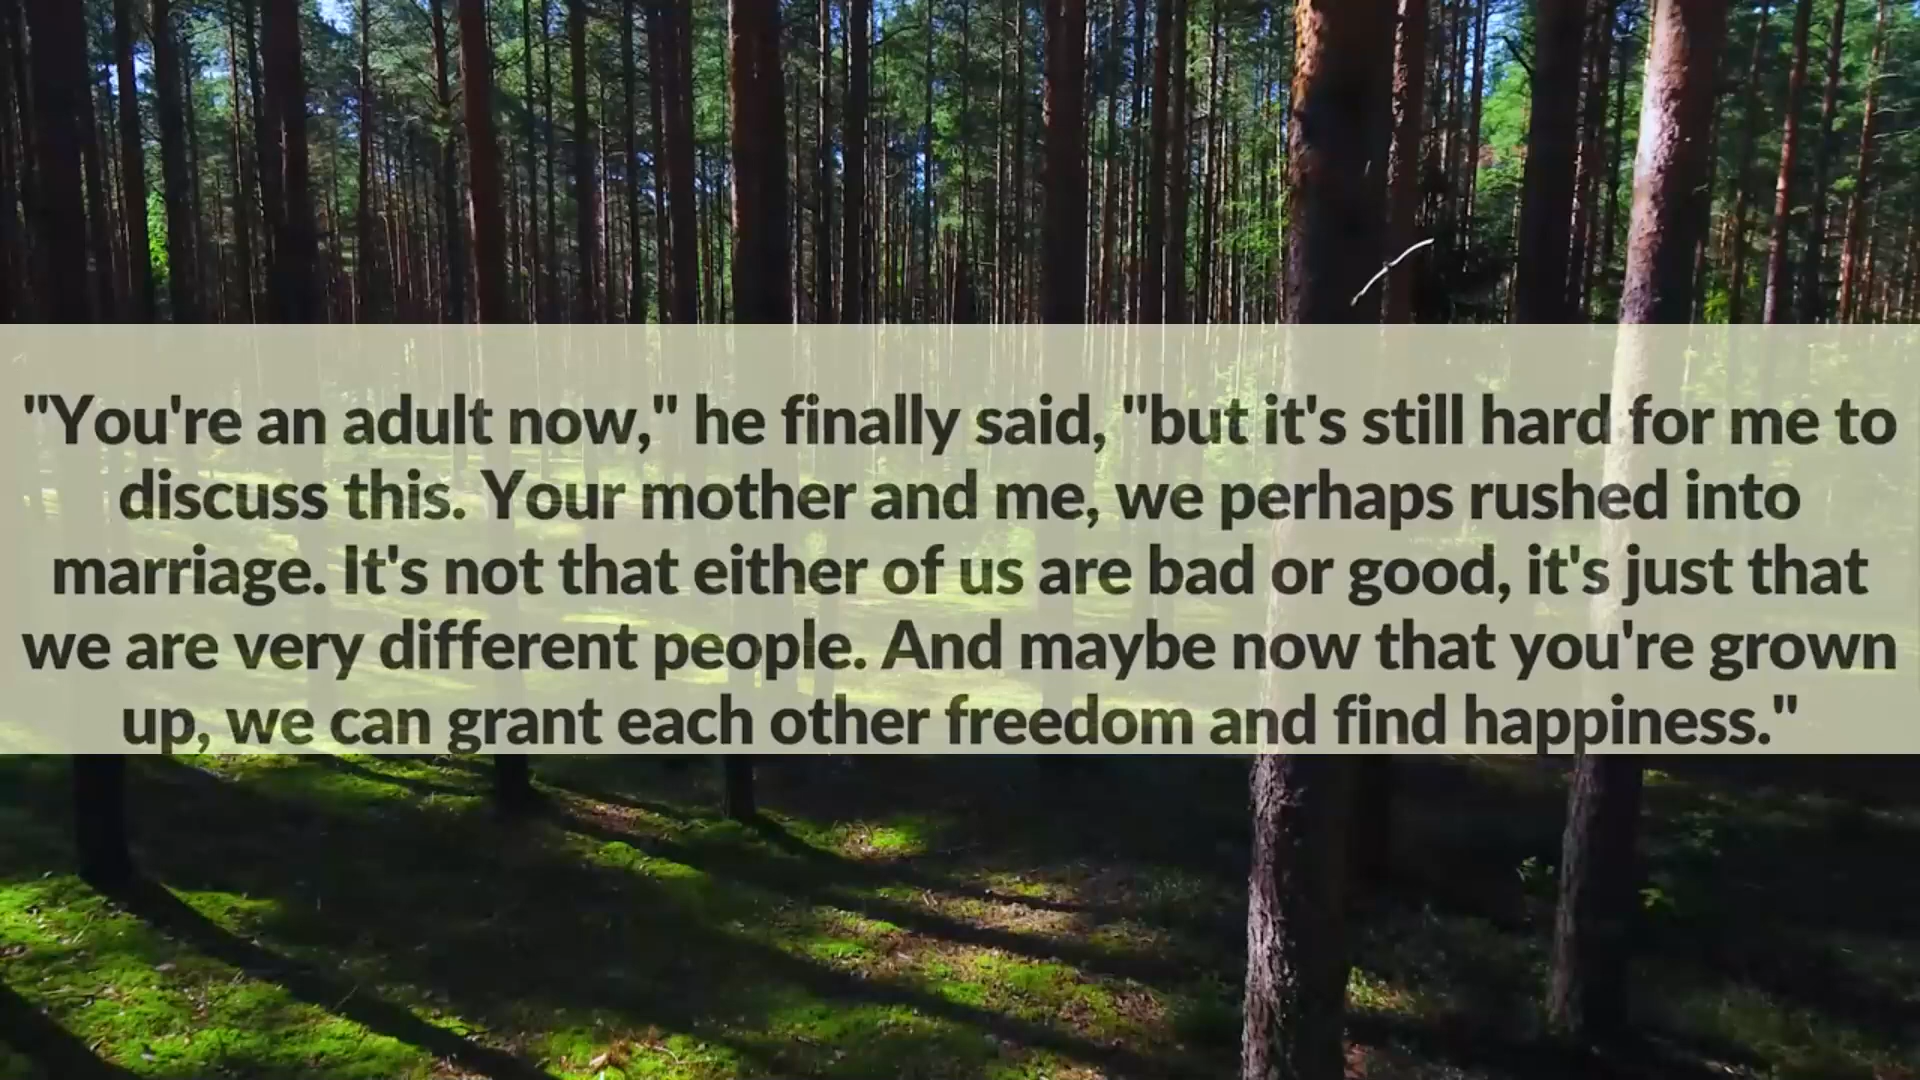 "You're an adult now," he finally said, "but it's still hard for me to
discuss this. Your mother and me, we perhaps rushed into
marriage. It's not that either of us are bad or good, it's just that
we are very different people. And maybe now that you're grown
up, we can grant each other freedom and find happiness."